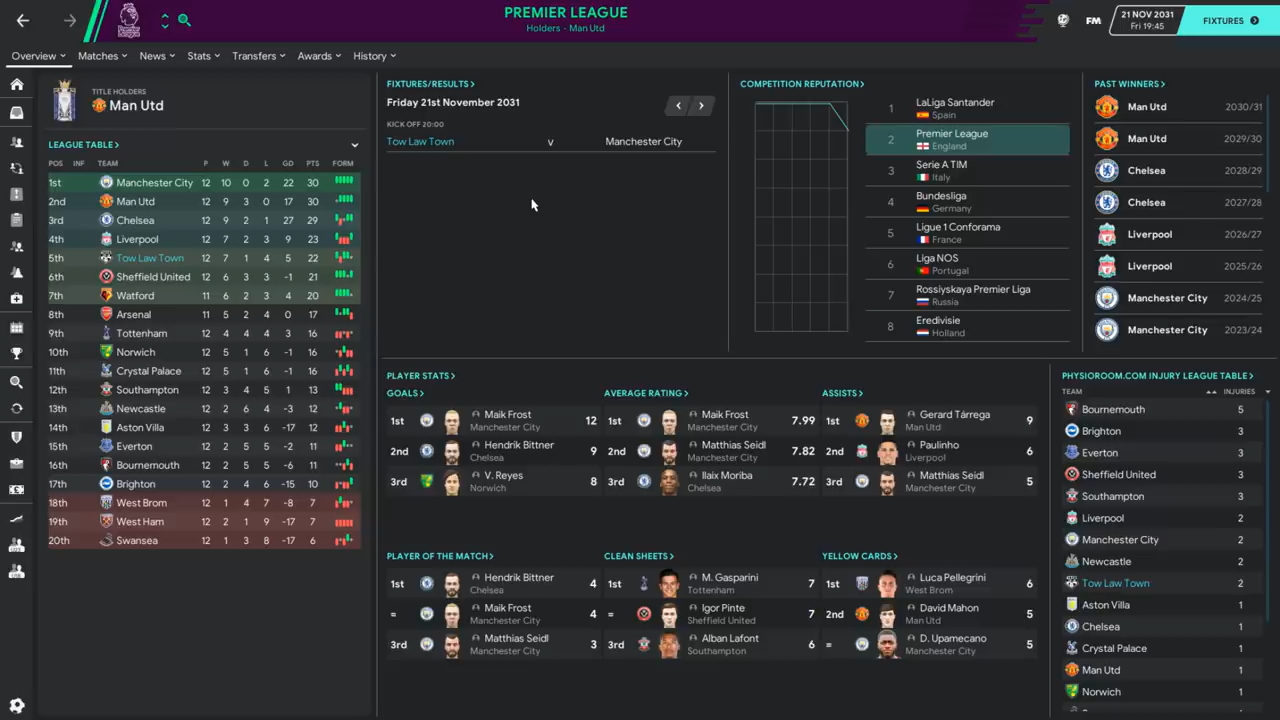 PREMIER LEAGUE
Holders - Man Utd
FM
21 NOV 2031
Fri 19:45
FIXTURES
Overview Matches News Stats Transfers Awards History
TITLE HOLDERS
Man Utd
LEAGUE TABLE
POS INF TEAM P W D L GD PTS FORM
1st Manchester City 12 10 0 2 22 30
2nd Man Utd 12 9 3 0 17 30
3rd Chelsea 12 9 2 1 27 29
4th Liverpool 12 7 2 3 9 23
5th Tow Law Town 12 7 1 4 5 22
6th Sheffield United 12 6 3 3 -1 21
7th Watford 11 6 2 3 4 20
8th Arsenal 11 5 2 4 0 17
9th Tottenham 12 4 4 4 3 16
10th Norwich 12 5 1 6 -1 16
11th Crystal Palace 12 5 1 6 -1 16
12th Southampton 12 3 4 5 1 13
13th Newcastle 12 2 6 4 -3 12
14th Aston Villa 12 3 3 6 -17 12
15th Everton 12 2 5 5 -2 11
16th Bournemouth 12 2 5 5 -6 11
17th Brighton 12 2 4 6 -15 10
18th West Brom 12 1 4 7 -8 7
19th West Ham 12 2 1 9 -17 7
20th Swansea 12 1 3 8 -17 6
FIXTURES/RESULTS
Friday 21st November 2031
KICK OFF 20:00
Tow Law Town v Manchester City
COMPETITION REPUTATION
1 LaLiga Santander
Spain
2 Premier League
England
3 Serie A TIM
Italy
4 Bundesliga
Germany
5 Ligue 1 Conforama
France
6 Liga NOS
Portugal
7 Rossiyskaya Premier Liga
Russia
8 Eredivisie
Holland
PAST WINNERS
Man Utd 2030/31
Man Utd 2029/30
Chelsea 2028/29
Chelsea 2027/28
Liverpool 2026/27
Liverpool 2025/26
Manchester City 2024/25
Manchester City 2023/24
PLAYER STATS
GOALS
1st Maik Frost 12
Manchester City
2nd Hendrik Bittner 9
Chelsea
3rd V. Reyes 8
Norwich
AVERAGE RATING
1st Maik Frost 7.99
Manchester City
2nd Matthias Seidl 7.82
Manchester City
3rd Ilaix Moriba 7.72
Chelsea
ASSISTS
1st Gerard Tárrega 9
Man Utd
2nd Paulinho 6
Liverpool
3rd Matthias Seidl 5
Manchester City
PLAYER OF THE MATCH
1st Hendrik Bittner 4
Chelsea
= Maik Frost 4
Manchester City
3rd Matthias Seidl 3
Manchester City
CLEAN SHEETS
1st M. Gasparini 7
Tottenham
= Igor Pinte 7
Sheffield United
3rd Alban Lafont 6
Southampton
YELLOW CARDS
1st Luca Pellegrini 6
West Brom
2nd David Mahon 5
Man Utd
= D. Upamecano 5
Manchester City
PHYSIOROOM.COM INJURY LEAGUE TABLE
TEAM INJURIES
Bournemouth 5
Brighton 3
Everton 3
Sheffield United 3
Southampton 3
Liverpool 2
Manchester City 2
Newcastle 2
Tow Law Town 2
Aston Villa 1
Chelsea 1
Crystal Palace 1
Man Utd 1
Norwich 1